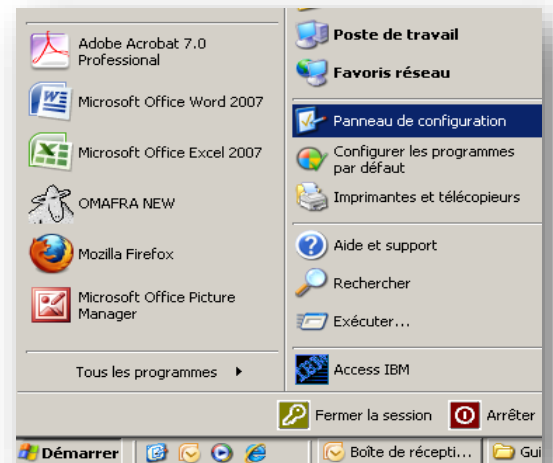 Adobe Acrobat 7.0
Professional
Microsoft Office Word 2007
Microsoft Office Excel 2007
OMAFRA NEW
Mozilla Firefox
Microsoft Office Picture
Manager
Tous les programmes
Poste de travail
Favoris réseau
Panneau de configuration
Configurer les programmes
par défaut
Imprimantes et télécopieurs
Aide et support
Rechercher
Exécuter...
IBM
Access IBM
Fermer la session
Arrêter
Démarrer
Boîte de récepti...
Gui